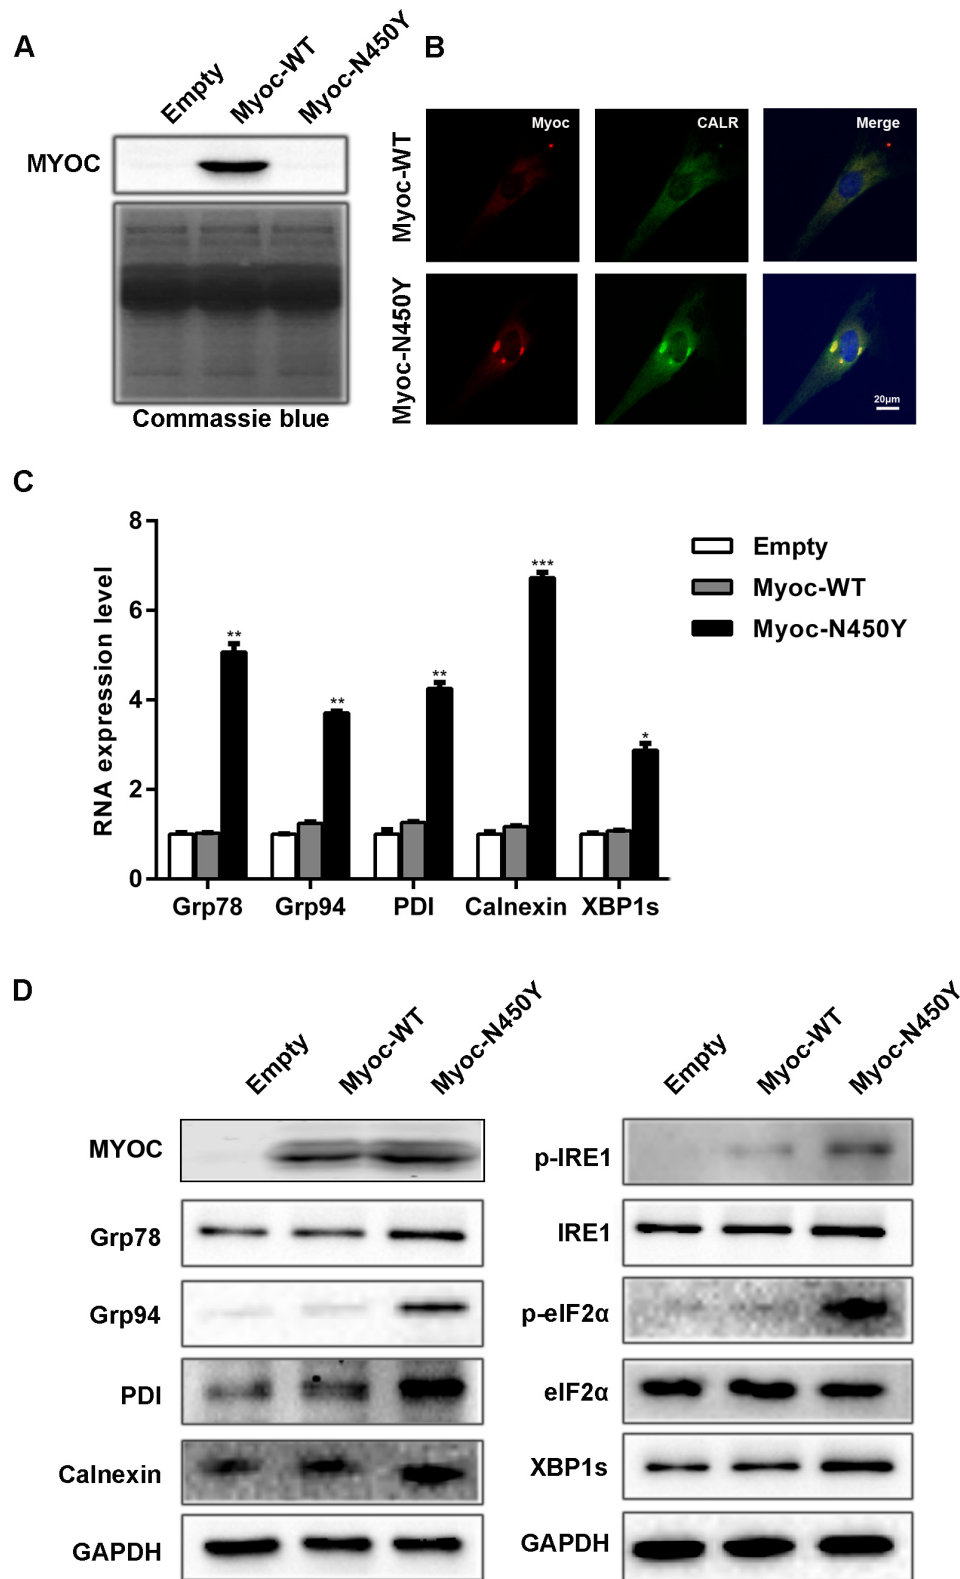 A
Empty
Myoc-WT
Myoc-N450Y
MYOC
Commassie blue
B
Myoc
CALR
Merge
Myoc-WT
Myoc-N450Y
20µm
C
RNA expression level
8
6
4
2
0
**
**
**
***
*
Grp78
Grp94
PDI
Calnexin
XBP1s
Empty
Myoc-WT
Myoc-N450Y
D
Empty
Myoc-WT
Myoc-N450Y
MYOC
Grp78
Grp94
PDI
Calnexin
GAPDH
Empty
Myoc-WT
Myoc-N450Y
p-IRE1
IRE1
p-eIF2α
eIF2α
XBP1s
GAPDH